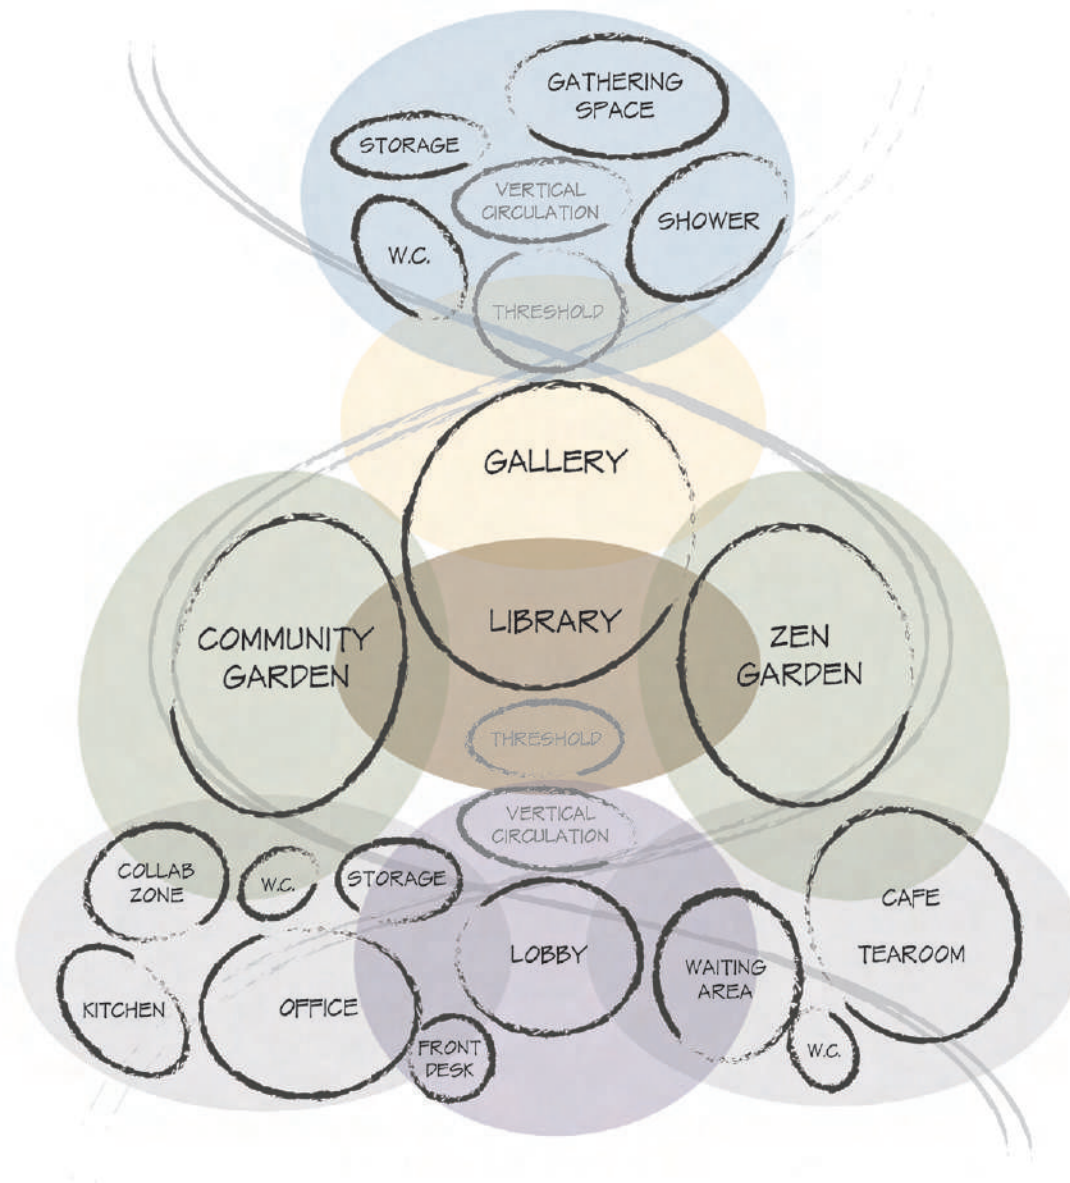 GATHERING
SPACE
STORAGE
VERTICAL
CIRCULATION
SHOWER
W.C.
THRESHOLD
GALLERY
LIBRARY
COMMUNITY
GARDEN
ZEN
GARDEN
THRESHOLD
VERTICAL
CIRCULATION
COLLAB
ZONE
W.C.
STORAGE
CAFE
TEAROOM
LOBBY
WAITING
AREA
KITCHEN
OFFICE
FRONT
DESK
W.C.